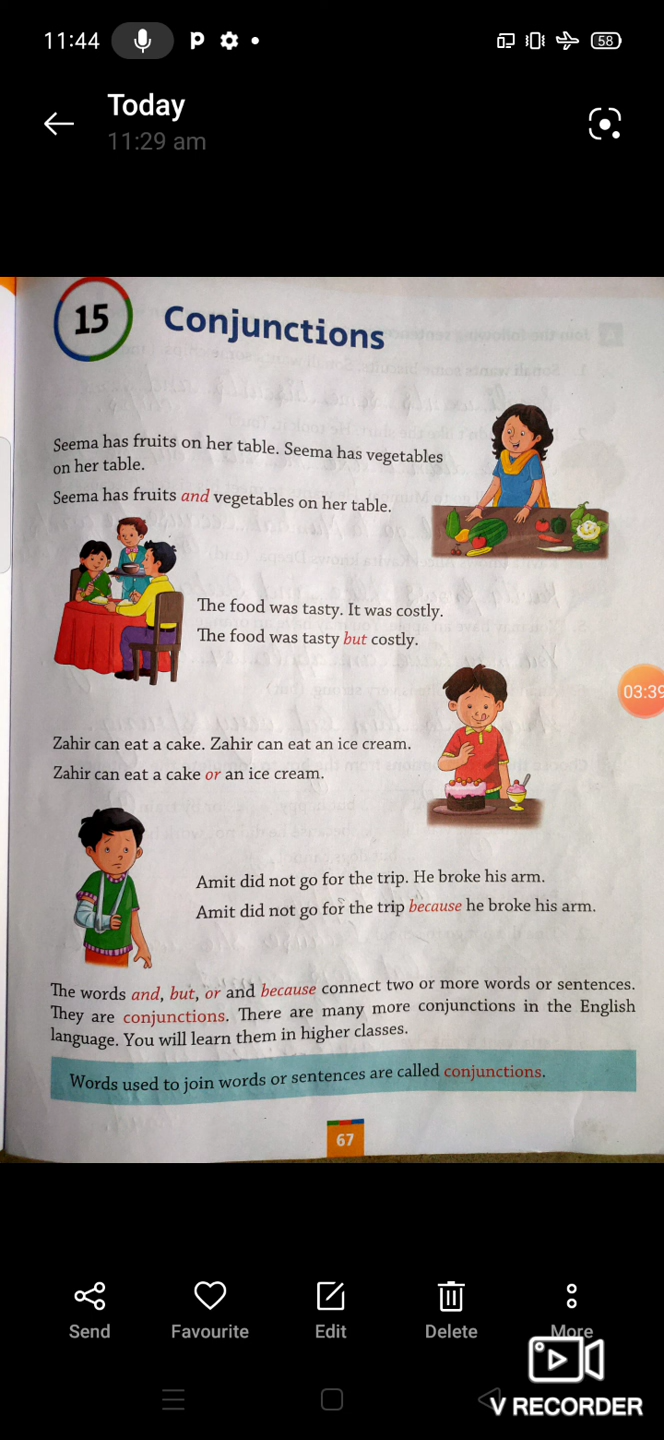 11:44
P
58
Today
11:29 am
15
Conjunctions
Seema has fruits on her table. Seema has vegetables
on her table.
Seema has fruits and vegetables on her table.
The food was tasty. It was costly.
The food was tasty but costly.
03:39
Zahir can eat a cake. Zahir can eat an ice cream.
Zahir can eat a cake or an ice cream.
Amit did not go for the trip. He broke his arm.
Amit did not go for the trip because he broke his arm.
The words and, but, or and because connect two or more words or sentences.
They are conjunctions. There are many more conjunctions in the English
language. You will learn them in higher classes.
Words used to join words or sentences are called conjunctions.
67
Send
Favourite
Edit
Delete
More
V RECORDER